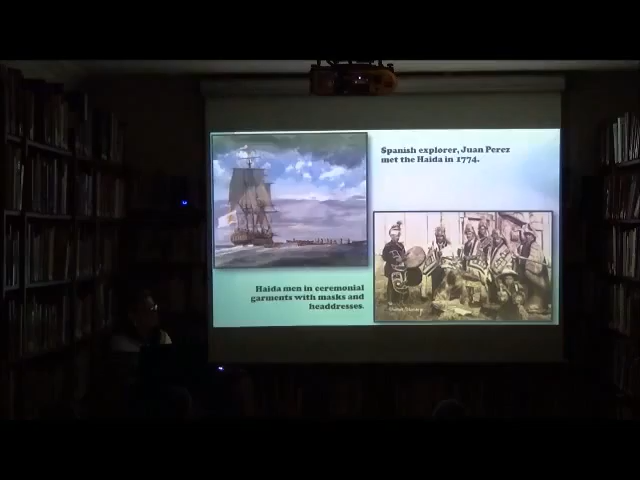 Spanish explorer, Juan Perez
met the Haida in 1774.
Haida men in ceremonial
garments with masks and
headdresses.